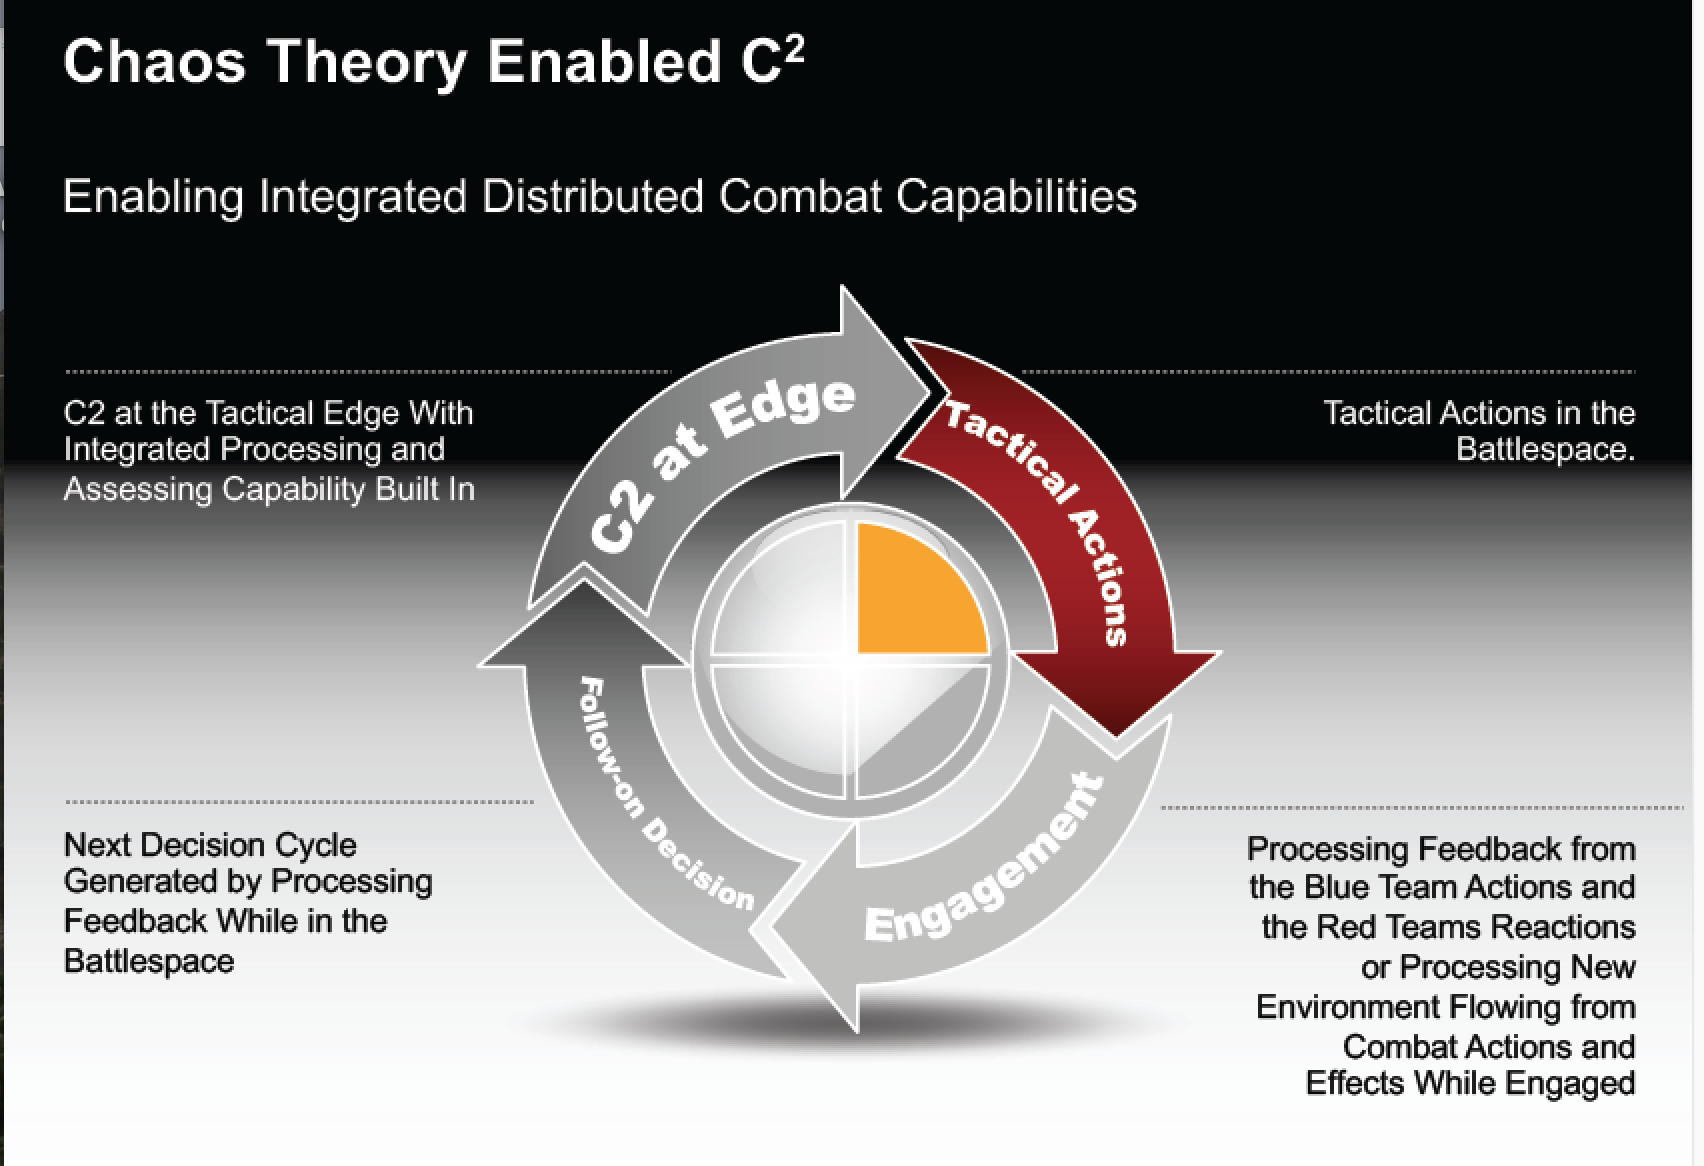 Chaos Theory Enabled C²
Enabling Integrated Distributed Combat Capabilities
C2 at the Tactical Edge With
Integrated Processing and
Assessing Capability Built In
C2 at Edge
Tactical Actions
Tactical Actions in the
Battlespace.
Follow-on Decision
Engagement
Next Decision Cycle
Generated by Processing
Feedback While in the
Battlespace
Processing Feedback from
the Blue Team Actions and
the Red Teams Reactions
or Processing New
Environment Flowing from
Combat Actions and
Effects While Engaged